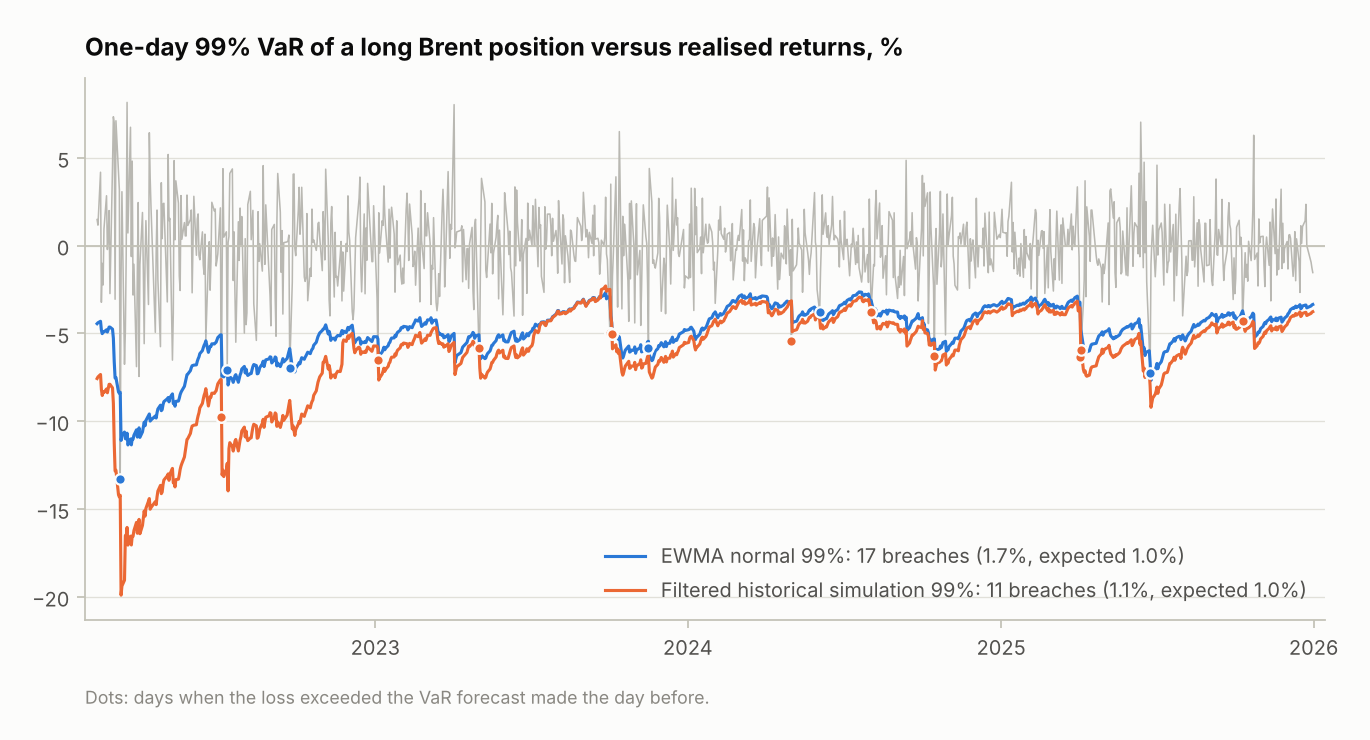 One-day 99% VaR of a long Brent position versus realised returns, %
5
0
−5
−10
−15
−20
EWMA normal 99%: 17 breaches (1.7%, expected 1.0%)
Filtered historical simulation 99%: 11 breaches (1.1%, expected 1.0%)
2023
2024
2025
2026
Dots: days when the loss exceeded the VaR forecast made the day before.